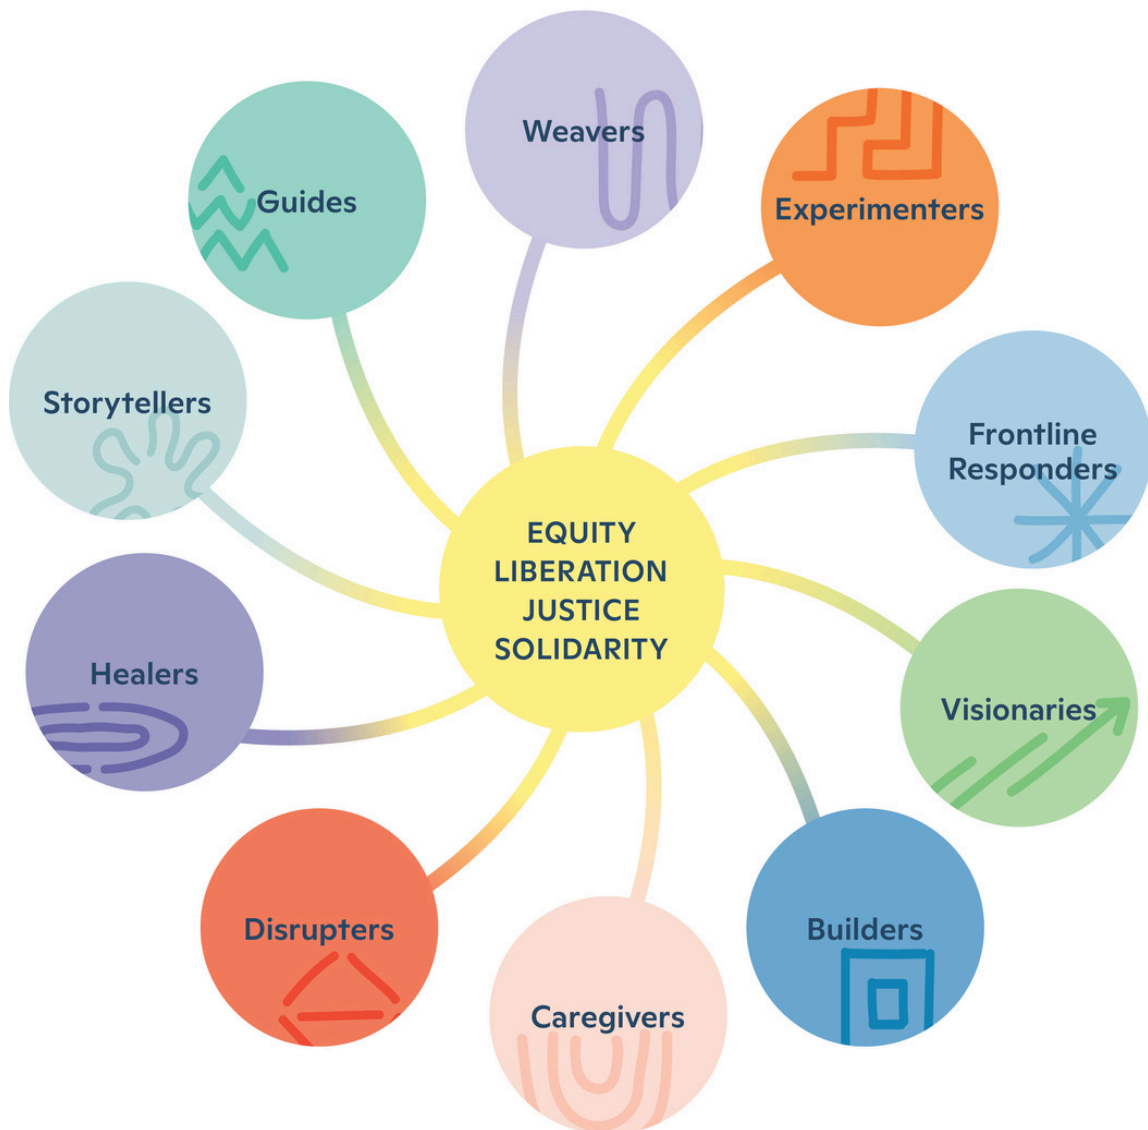 Weavers
Experimenters
Frontline
Responders
Visionaries
Builders
Caregivers
Disrupters
Healers
Storytellers
Guides
EQUITY
LIBERATION
JUSTICE
SOLIDARITY